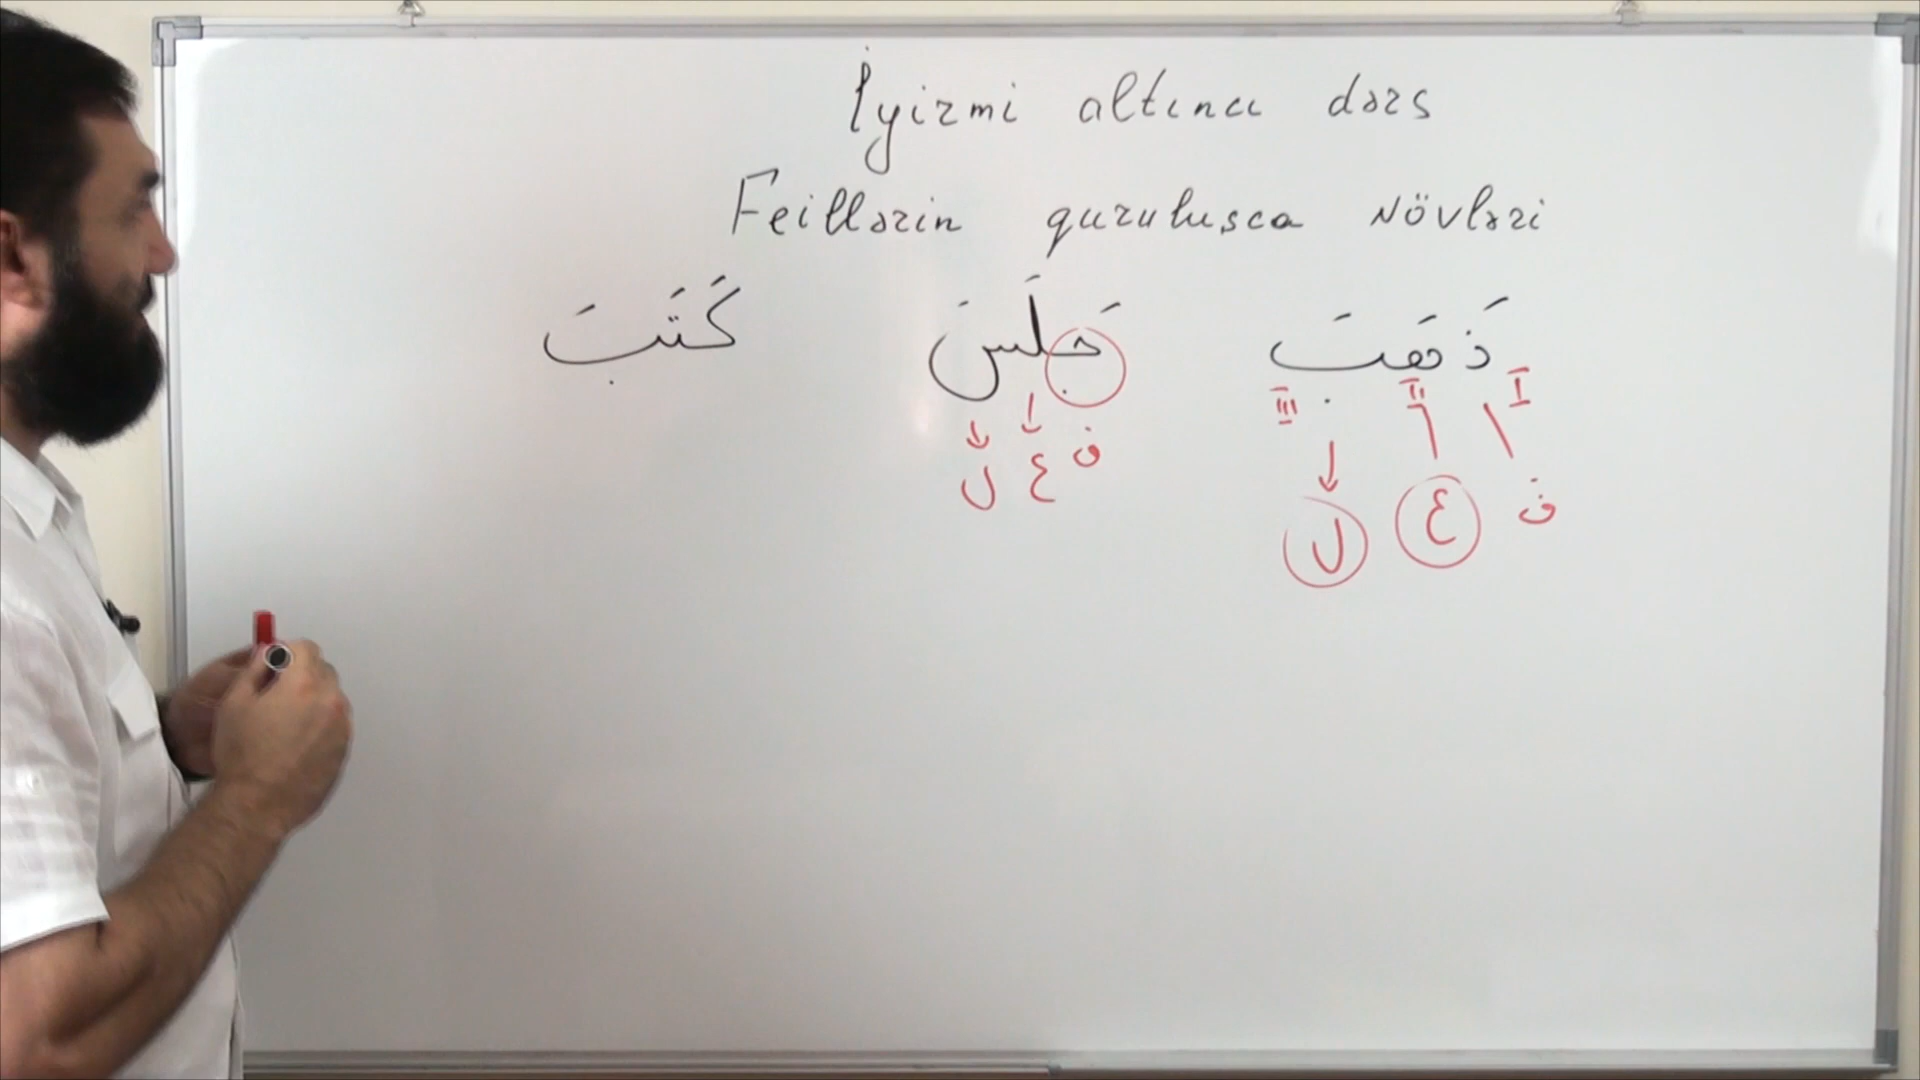 İyirmi altıncı dərs
Feillərin quruluşca növləri
ذَهَبَ جَلَسَ كَتَبَ
I II III
ف ع ل
ف ع ل